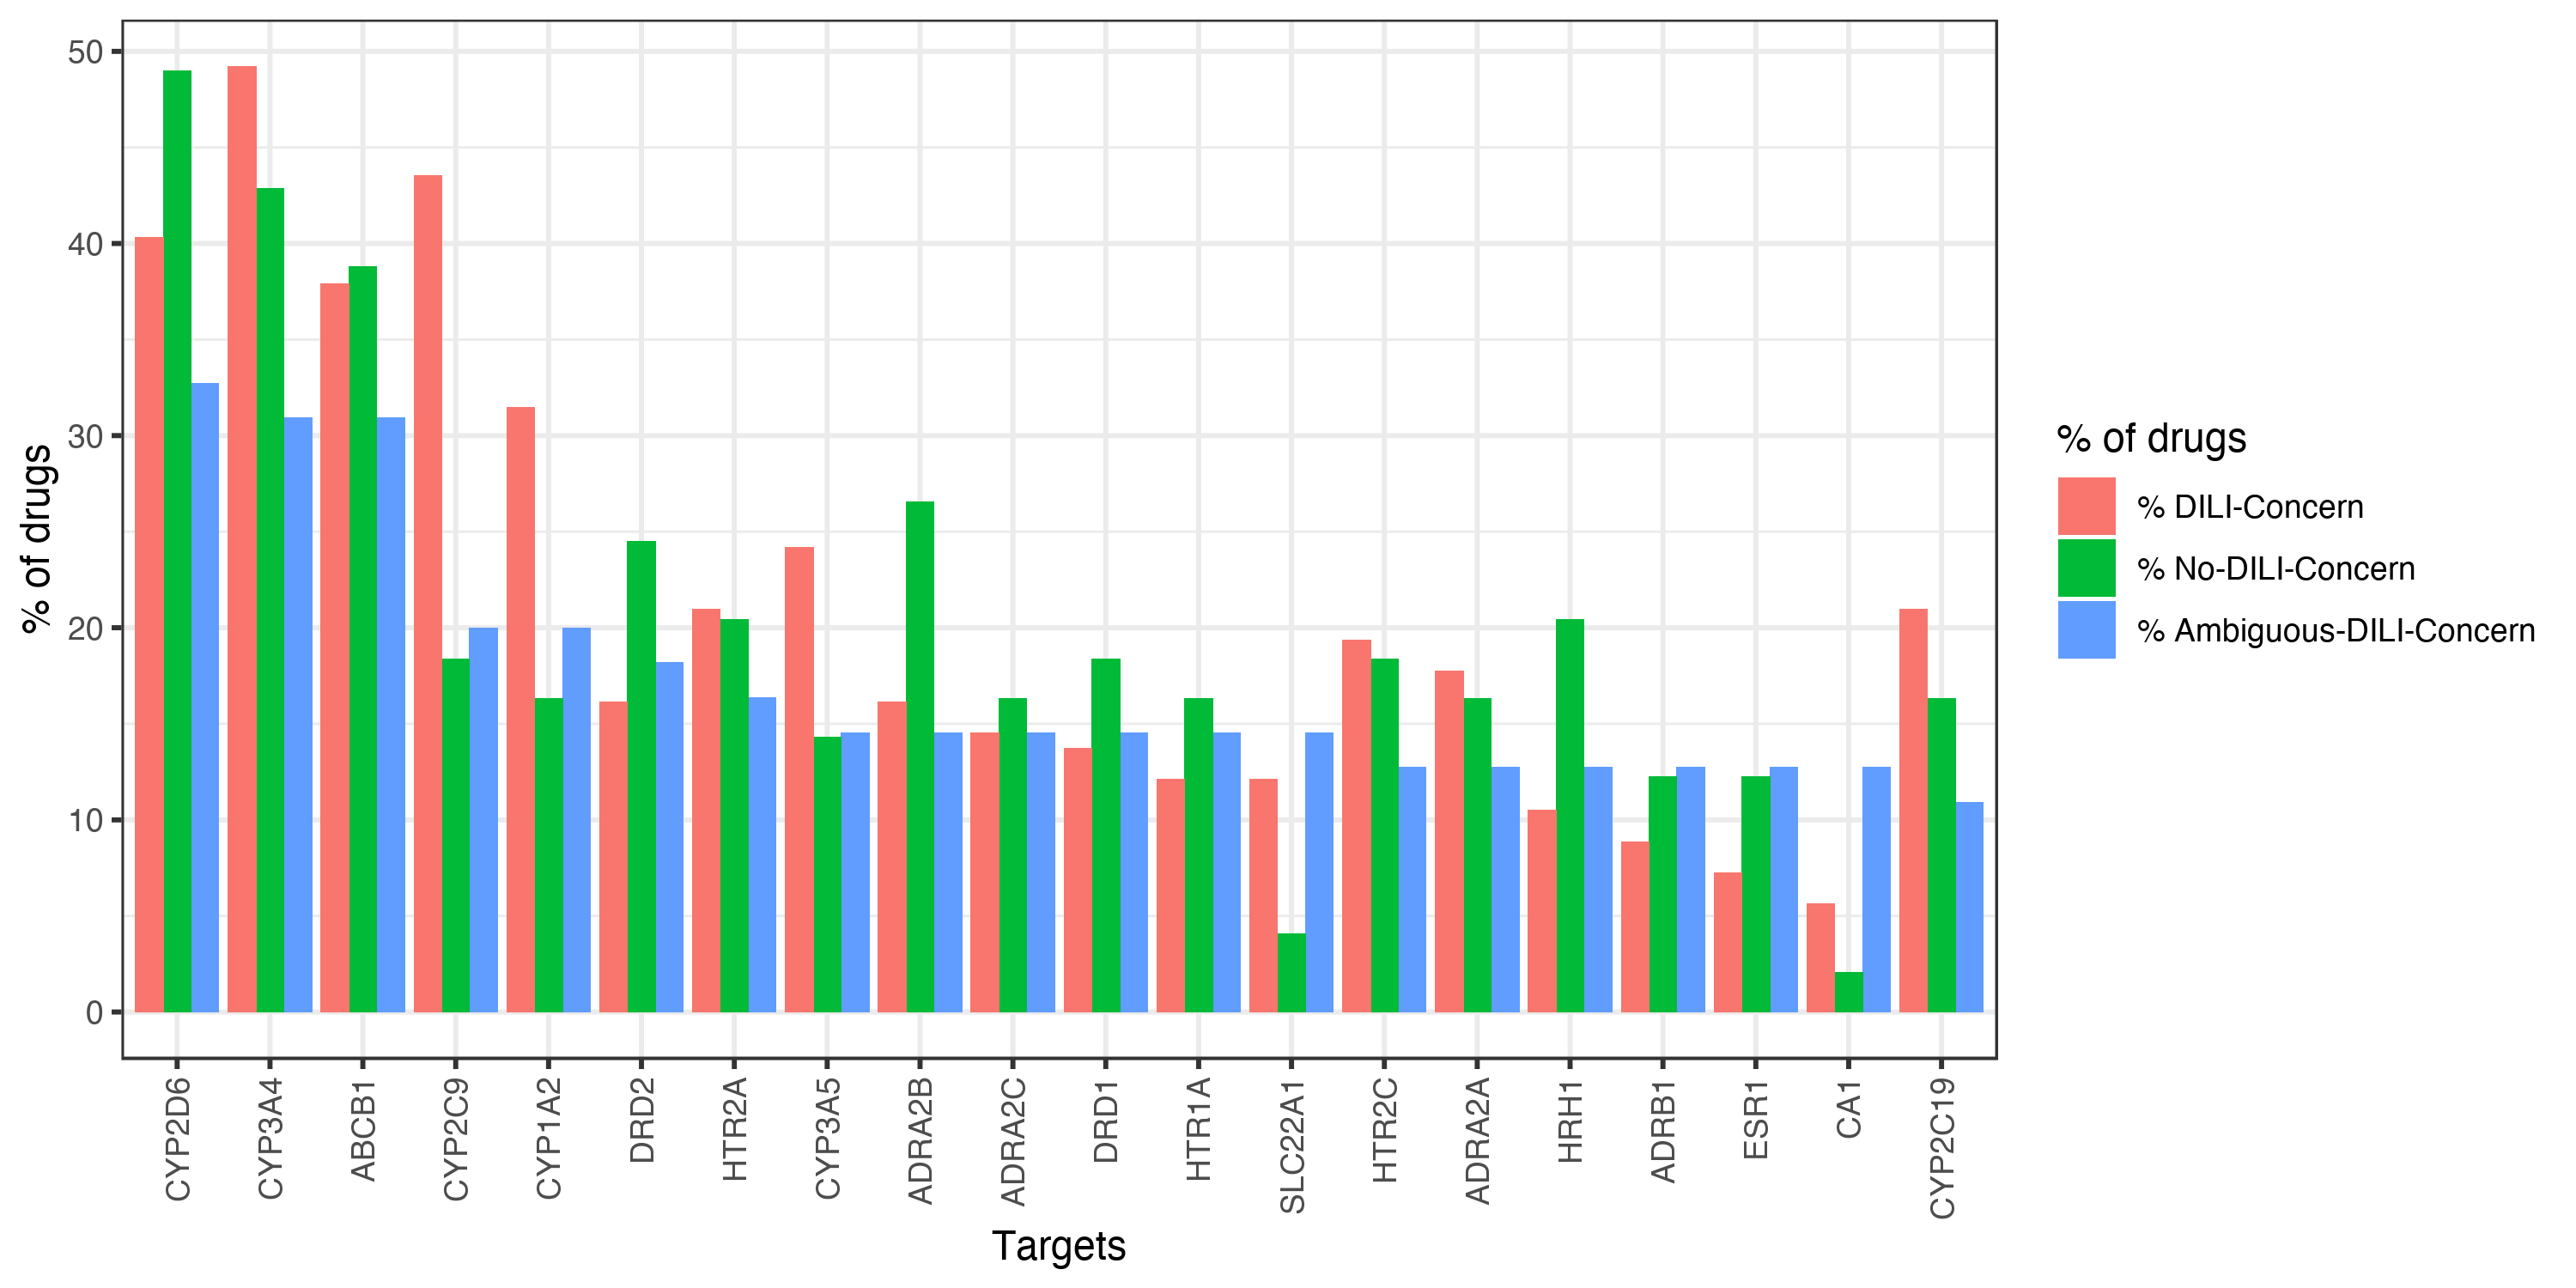 50
40
30
20
10
0
% of drugs
CYP2D6
CYP3A4
ABCB1
CYP2C9
CYP1A2
DRD2
HTR2A
CYP3A5
ADRA2B
ADRA2C
DRD1
HTR1A
SLC22A1
HTR2C
ADRA2A
HRH1
ADRB1
ESR1
CA1
CYP2C19
Targets
% of drugs
% DILI-Concern
% No-DILI-Concern
% Ambiguous-DILI-Concern